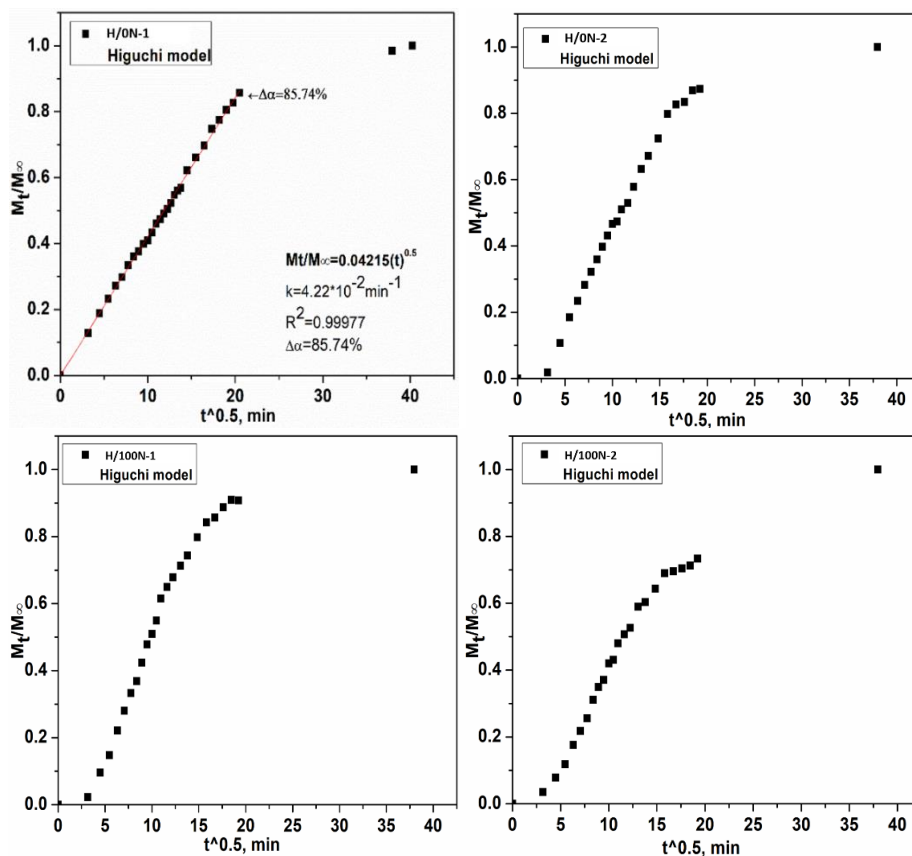 H/0N-1
Higuchi model
1.0
0.8
0.6
0.4
0.2
0.0
Mt/M∞
←Δα=85.74%
Mt/M∞=0.04215(t)^0.5
k=4.22*10^-2min^-1
R^2=0.99977
Δα=85.74%
0 10 20 30 40
t^0.5, min
H/0N-2
Higuchi model
1.0
0.8
0.6
0.4
0.2
0.0
Mt/M∞
0 5 10 15 20 25 30 35 40
t^0.5, min
H/100N-1
Higuchi model
1.0
0.8
0.6
0.4
0.2
0.0
Mt/M∞
0 5 10 15 20 25 30 35 40
t^0.5, min
H/100N-2
Higuchi model
1.0
0.8
0.6
0.4
0.2
0.0
Mt/M∞
0 5 10 15 20 25 30 35 40
t^0.5, min